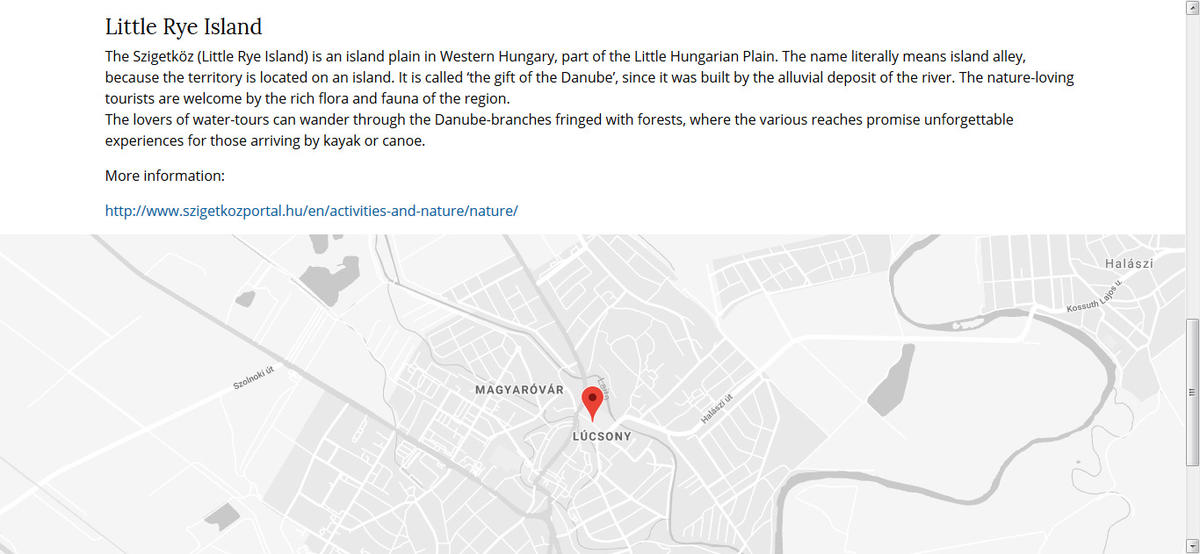 Little Rye Island
The Szigetköz (Little Rye Island) is an island plain in Western Hungary, part of the Little Hungarian Plain. The name literally means island alley,
because the territory is located on an island. It is called ‘the gift of the Danube’, since it was built by the alluvial deposit of the river. The nature-loving
tourists are welcome by the rich flora and fauna of the region.
The lovers of water-tours can wander through the Danube-branches fringed with forests, where the various reaches promise unforgettable
experiences for those arriving by kayak or canoe.
More information:
http://www.szigetkozportal.hu/en/activities-and-nature/nature/
Halászi
Kossuth Lajos u.
Szolnoki út
MAGYARÓVÁR
Halászi út
LÚCSONY